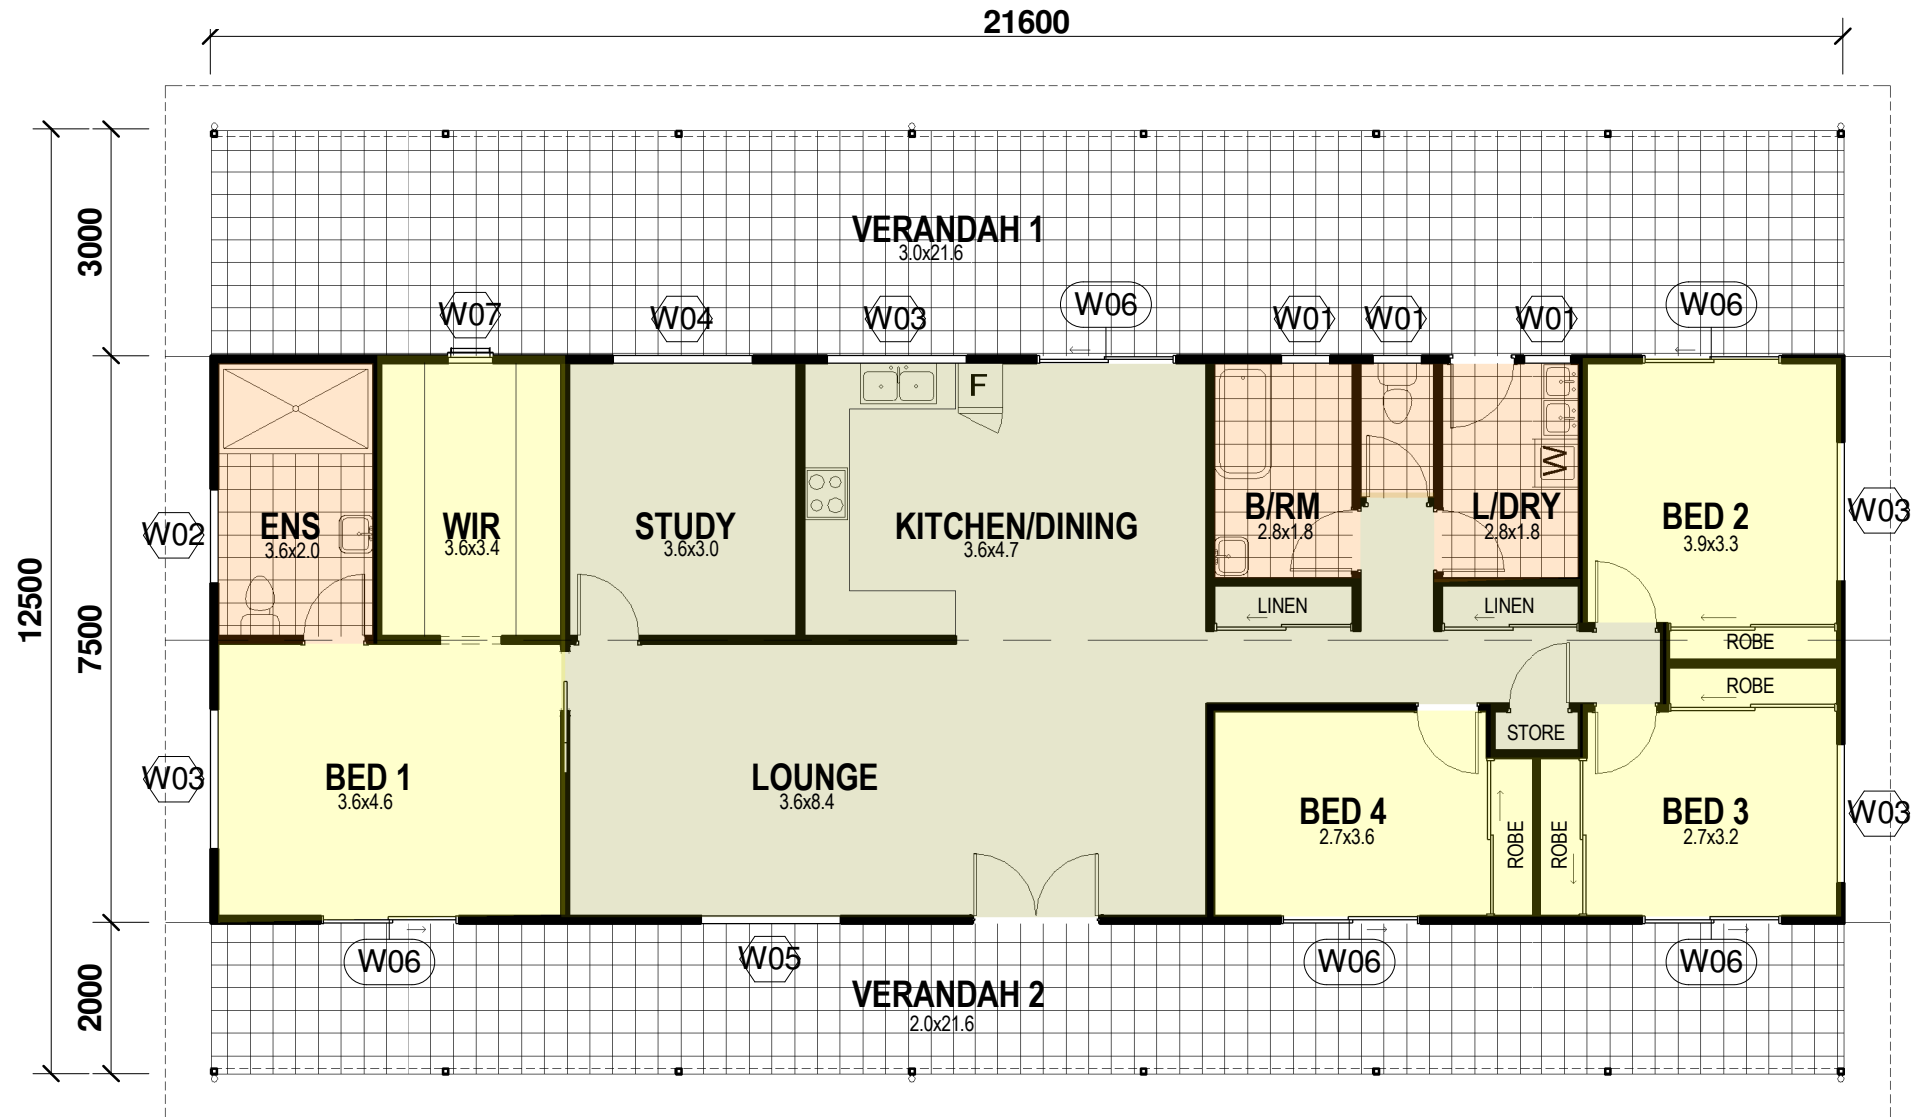 21600
VERANDAH 1
3.0x21.6
3000
W07
W04
W03
W06
W01
W01
W01
W06
F
W
ENS
3.6x2.0
WIR
3.6x3.4
STUDY
3.6x3.0
KITCHEN/DINING
3.6x4.7
B/RM
2.8x1.8
L/DRY
2.8x1.8
BED 2
3.9x3.3
W02
W03
12500
7500
LINEN
LINEN
ROBE
ROBE
STORE
W03
BED 1
3.6x4.6
LOUNGE
3.6x8.4
BED 4
2.7x3.6
ROBE
ROBE
BED 3
2.7x3.2
W03
W06
W05
W06
W06
VERANDAH 2
2.0x21.6
2000